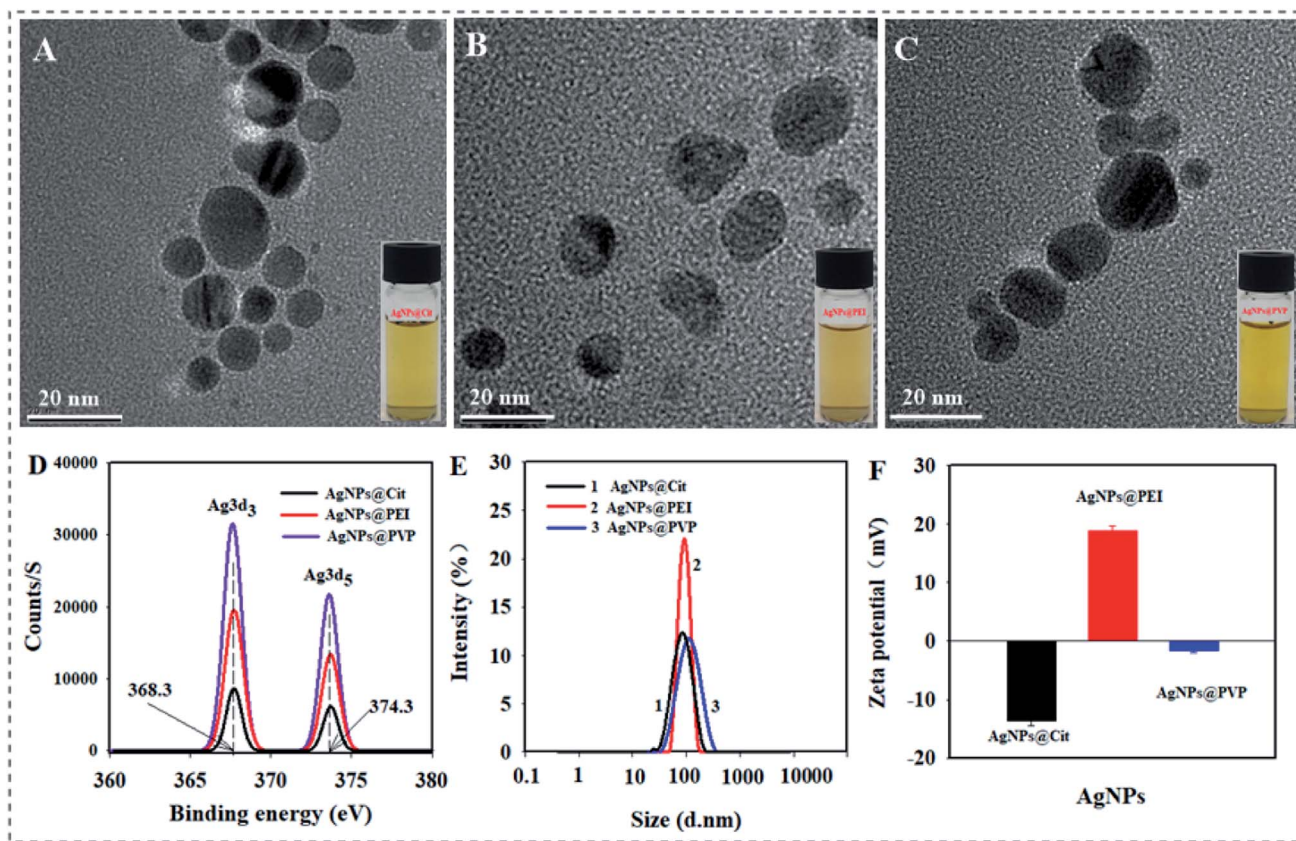 A
AgNPs@Cit
20 nm
B
AgNPs@PEI
20 nm
C
AgNPs@PVP
20 nm
D
40000
30000
20000
10000
0
Counts/S
Ag3d3
Ag3d5
AgNPs@Cit
AgNPs@PEI
AgNPs@PVP
368.3
374.3
360
365
370
375
380
Binding energy (eV)
E
30
25
20
15
10
5
0
Intensity (%)
1 AgNPs@Cit
2 AgNPs@PEI
3 AgNPs@PVP
2
1
3
0.1
1
10
100
1000
10000
Size (d.nm)
F
30
20
10
0
-10
-20
Zeta potential (mV)
AgNPs@PEI
AgNPs@PVP
AgNPs@Cit
AgNPs